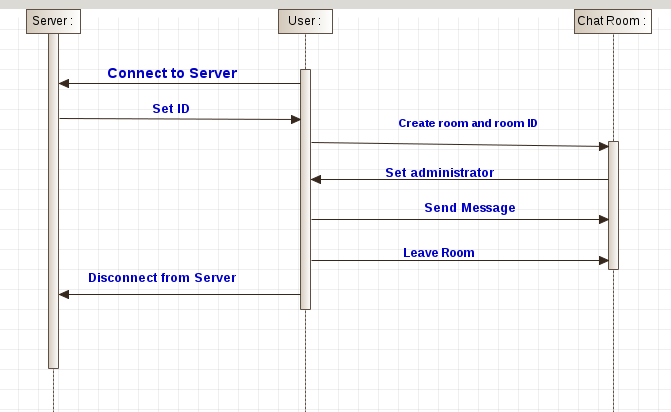 Server :
User :
Chat Room :
Connect to Server
Set ID
Create room and room ID
Set administrator
Send Message
Leave Room
Disconnect from Server